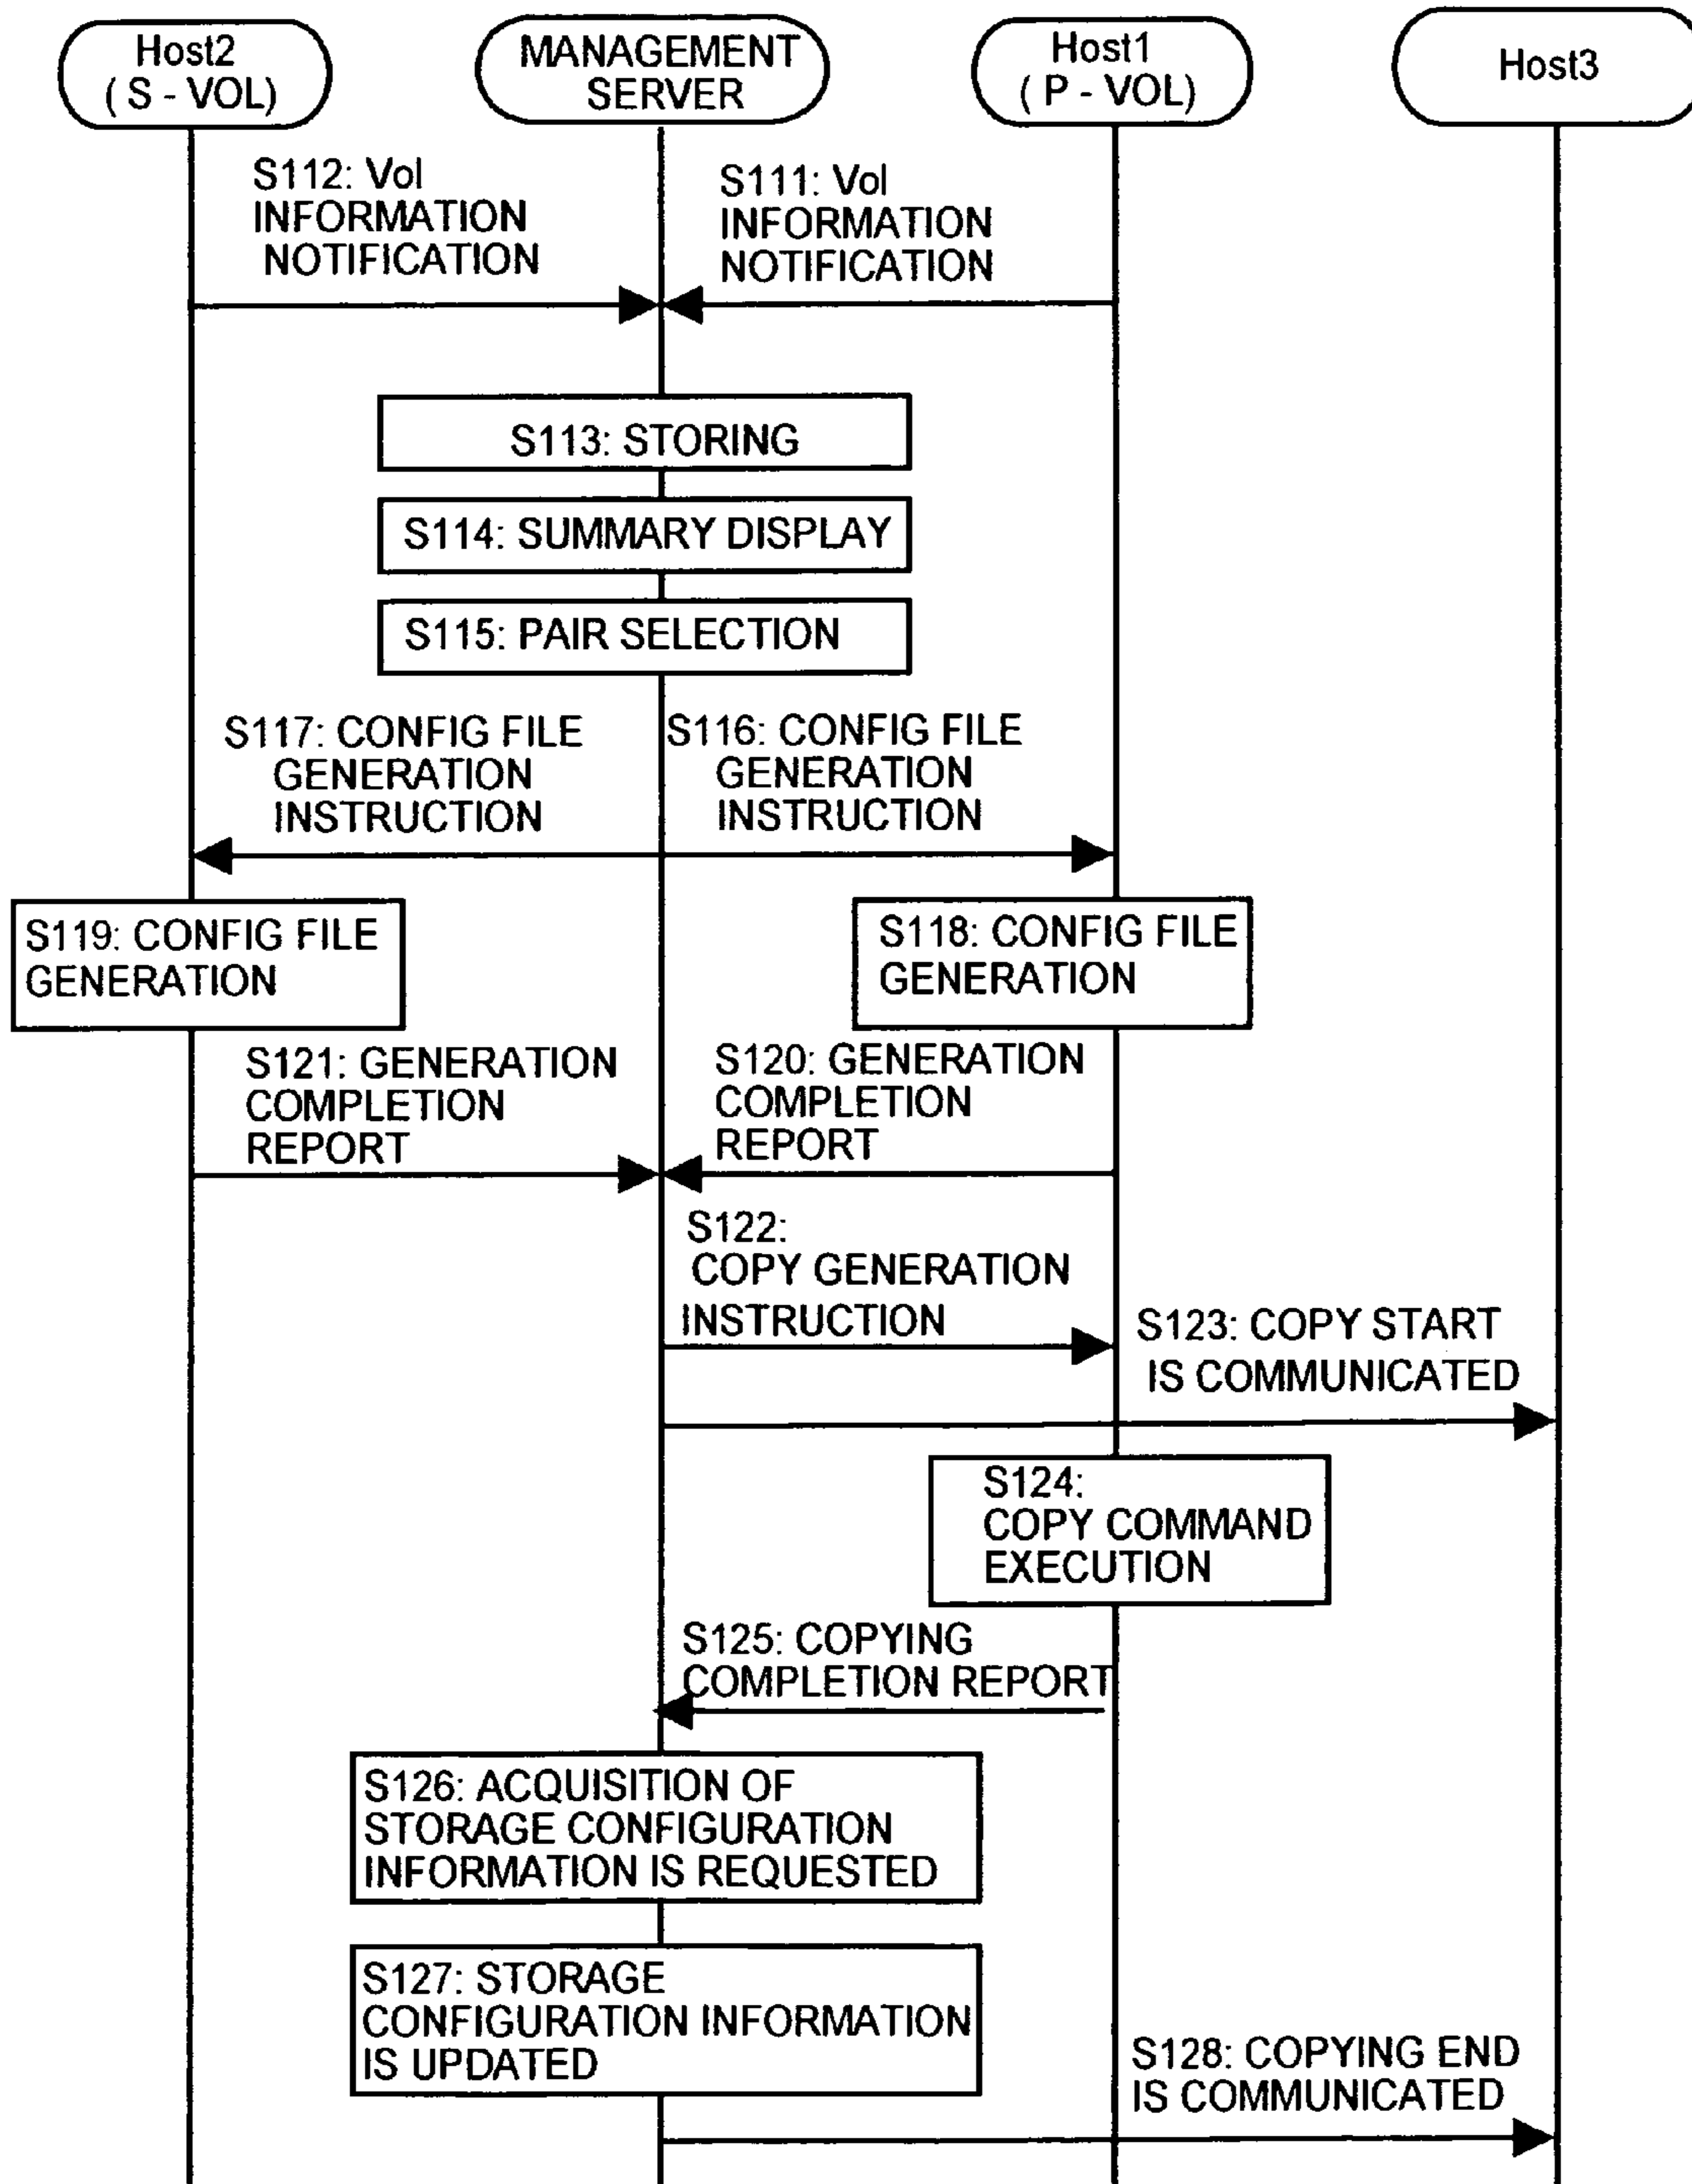 Host2
( S - VOL)
MANAGEMENT
SERVER
Host1
( P - VOL)
Host3
S112: Vol
INFORMATION
NOTIFICATION
S111: Vol
INFORMATION
NOTIFICATION
S113: STORING
S114: SUMMARY DISPLAY
S115: PAIR SELECTION
S117: CONFIG FILE
GENERATION
INSTRUCTION
S116: CONFIG FILE
GENERATION
INSTRUCTION
S119: CONFIG FILE
GENERATION
S118: CONFIG FILE
GENERATION
S121: GENERATION
COMPLETION
REPORT
S120: GENERATION
COMPLETION
REPORT
S122:
COPY GENERATION
INSTRUCTION
S123: COPY START
IS COMMUNICATED
S124:
COPY COMMAND
EXECUTION
S125: COPYING
COMPLETION REPORT
S126: ACQUISITION OF
STORAGE CONFIGURATION
INFORMATION IS REQUESTED
S127: STORAGE
CONFIGURATION INFORMATION
IS UPDATED
S128: COPYING END
IS COMMUNICATED